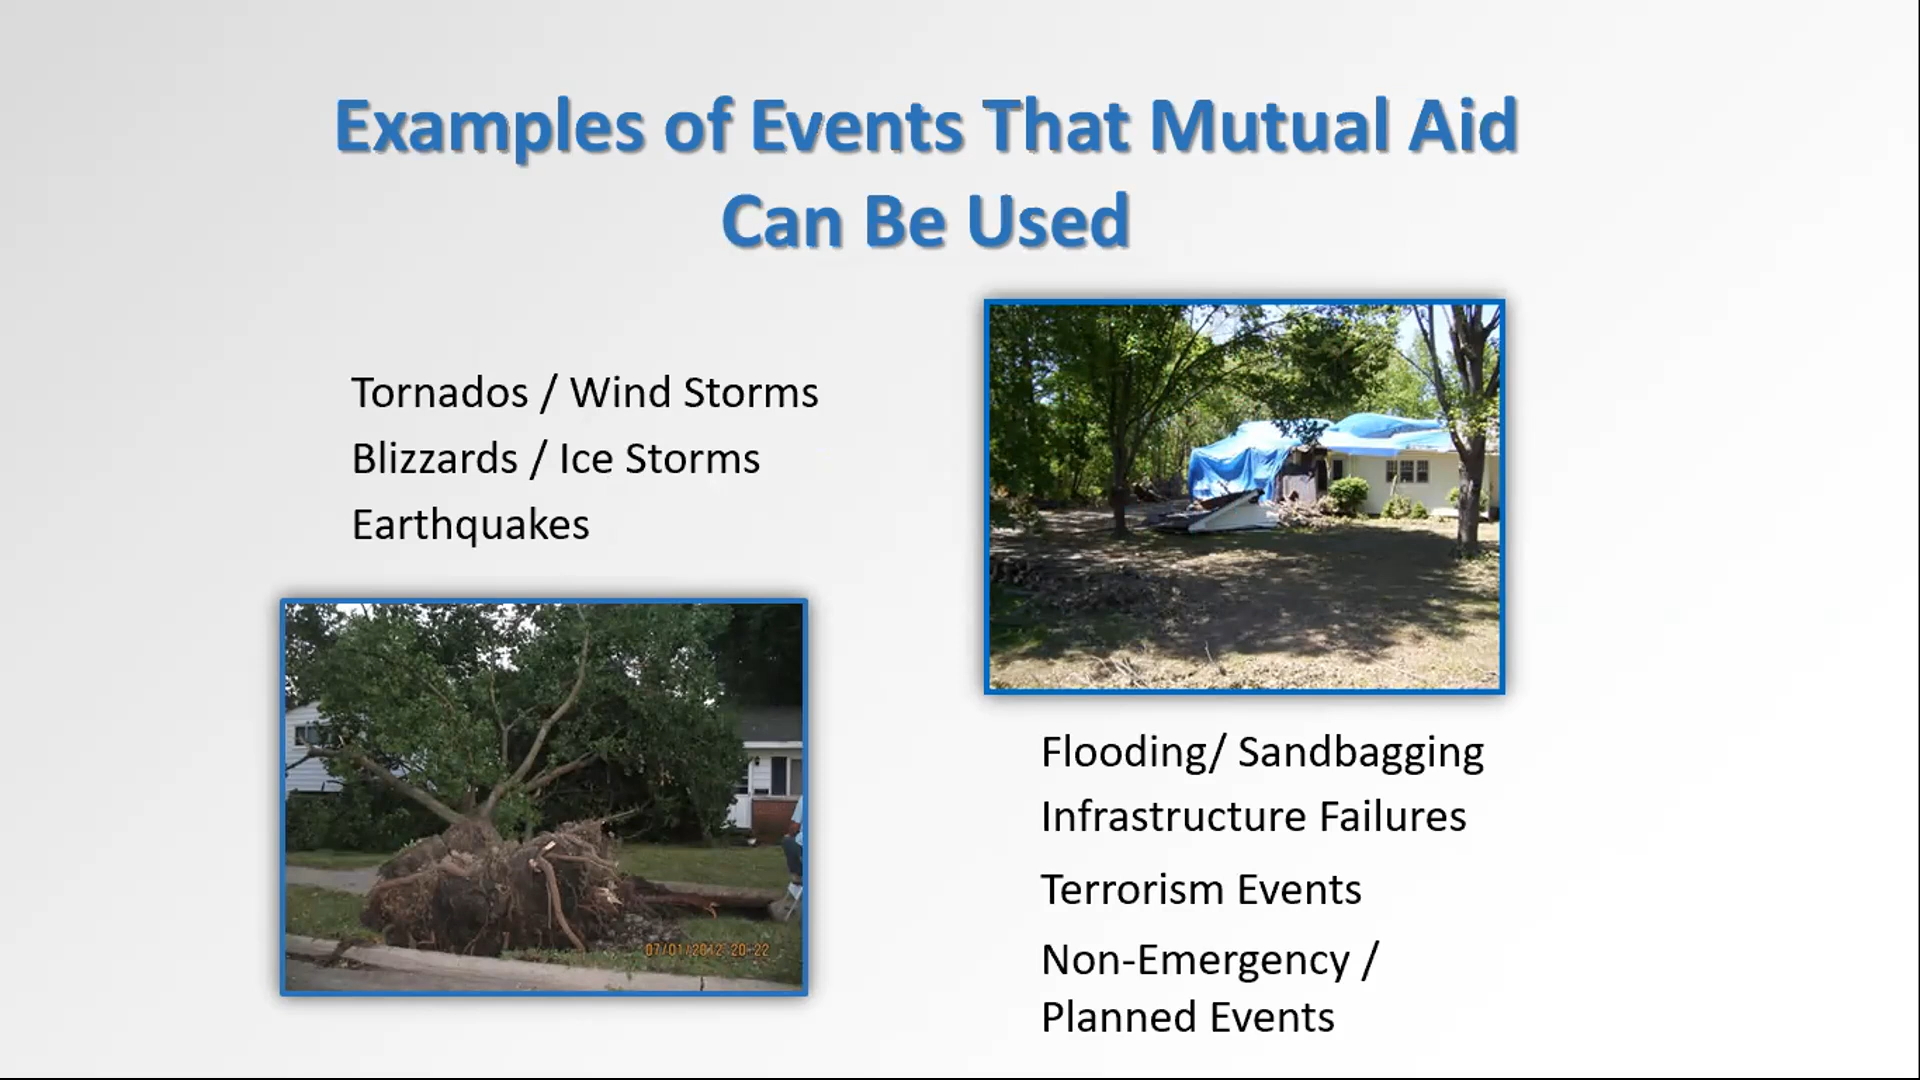 Examples of Events That Mutual Aid
Can Be Used
Tornados / Wind Storms
Blizzards / Ice Storms
Earthquakes
07/01/2012 20:22
Flooding/ Sandbagging
Infrastructure Failures
Terrorism Events
Non-Emergency /
Planned Events